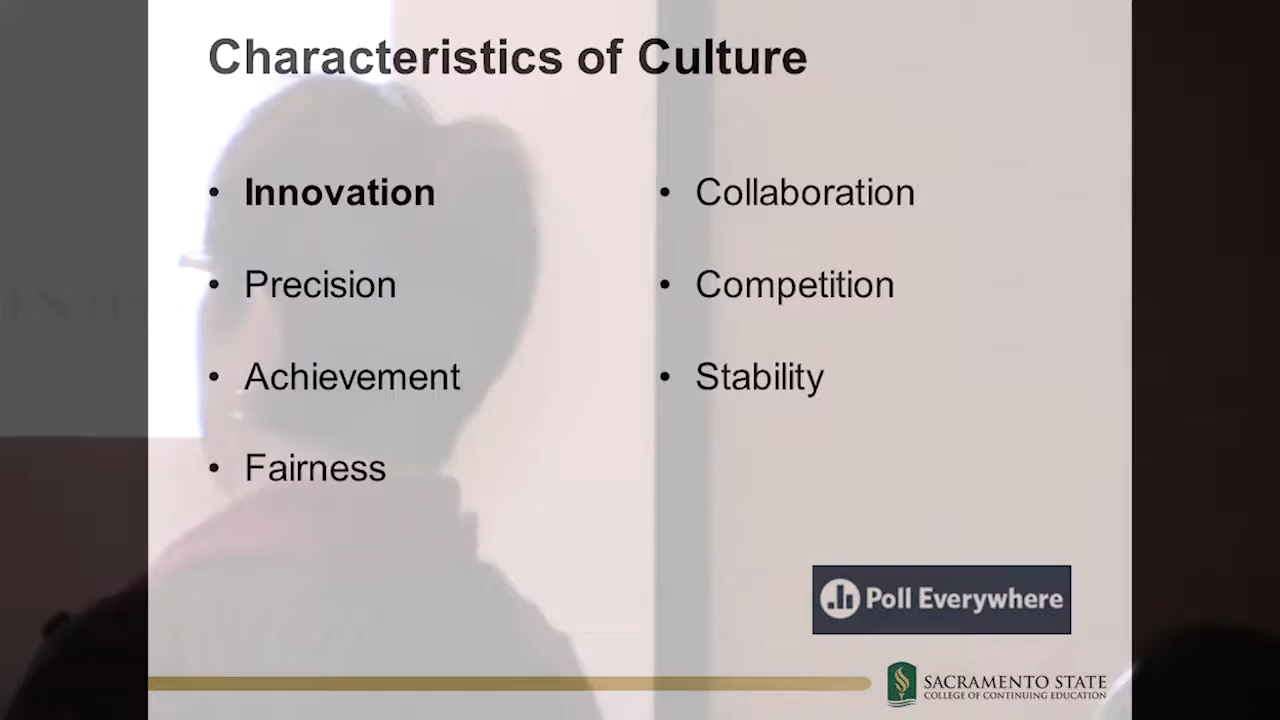 Characteristics of Culture
• Innovation
• Precision
• Achievement
• Fairness
• Collaboration
• Competition
• Stability
Poll Everywhere
SACRAMENTO STATE
COLLEGE OF CONTINUING EDUCATION